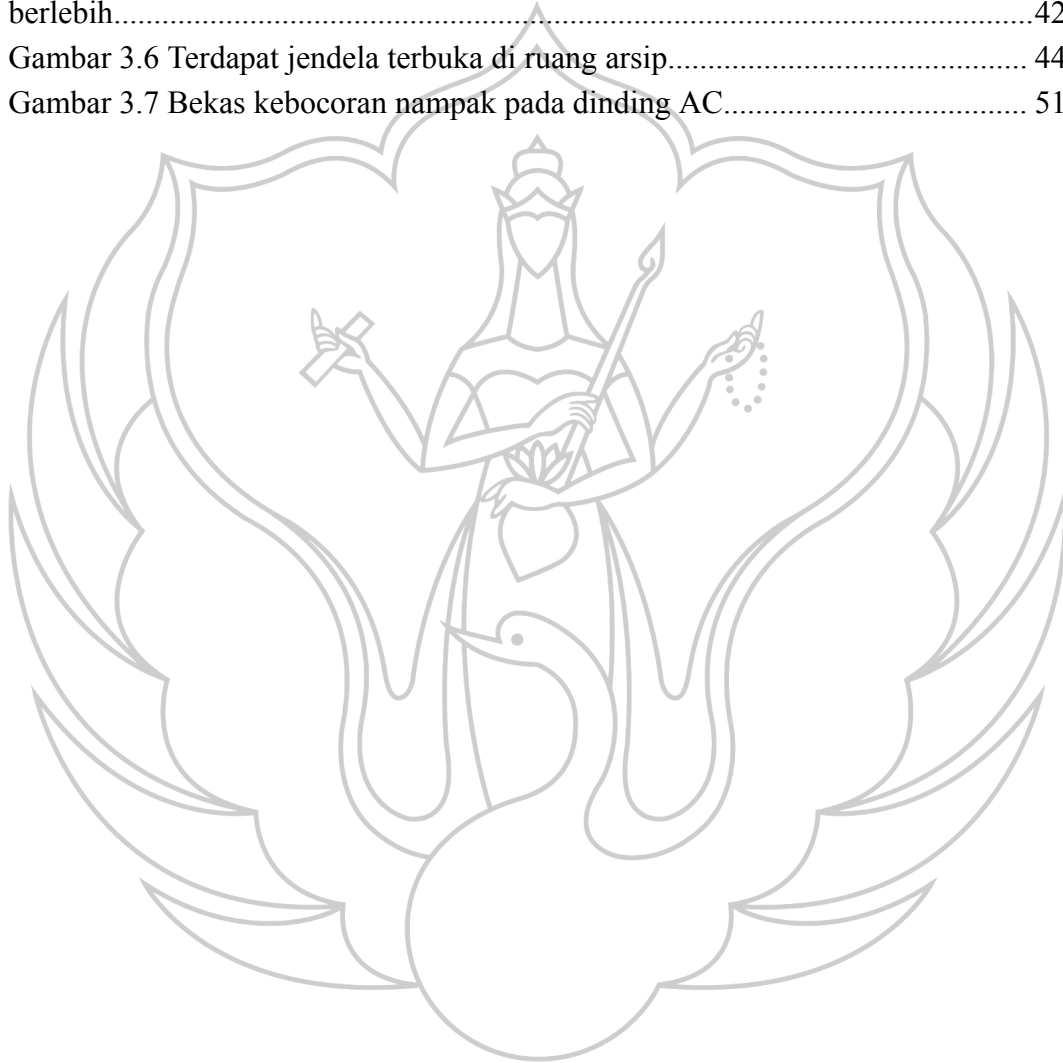 berlebih.......................................................................................................................42
Gambar 3.6 Terdapat jendela terbuka di ruang arsip.............................................. 44
Gambar 3.7 Bekas kebocoran nampak pada dinding AC....................................... 51